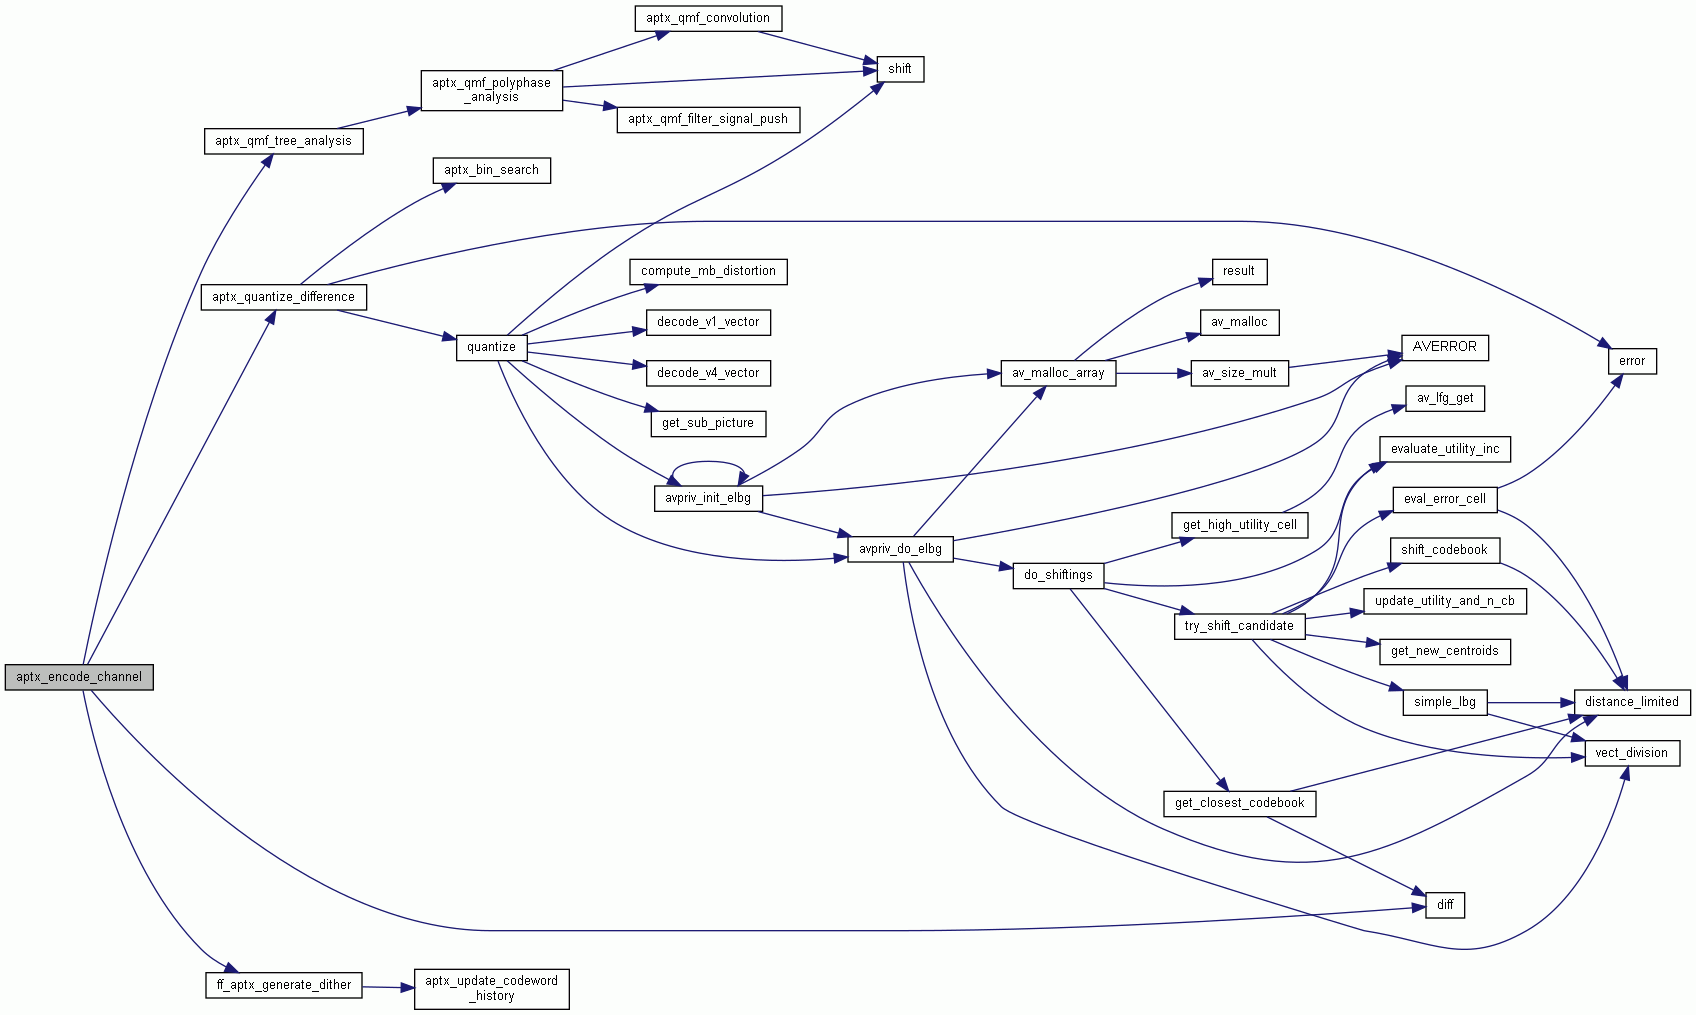 aptx_qmf_convolution
shift
aptx_qmf_polyphase
_analysis
aptx_qmf_filter_signal_push
aptx_qmf_tree_analysis
aptx_bin_search
compute_mb_distortion
result
aptx_quantize_difference
decode_v1_vector
av_malloc
quantize
AVERROR
error
decode_v4_vector
av_malloc_array
av_size_mult
av_lfg_get
get_sub_picture
evaluate_utility_inc
avpriv_init_elbg
eval_error_cell
get_high_utility_cell
avpriv_do_elbg
shift_codebook
do_shiftings
update_utility_and_n_cb
try_shift_candidate
get_new_centroids
aptx_encode_channel
simple_lbg
distance_limited
vect_division
get_closest_codebook
diff
ff_aptx_generate_dither
aptx_update_codeword
_history